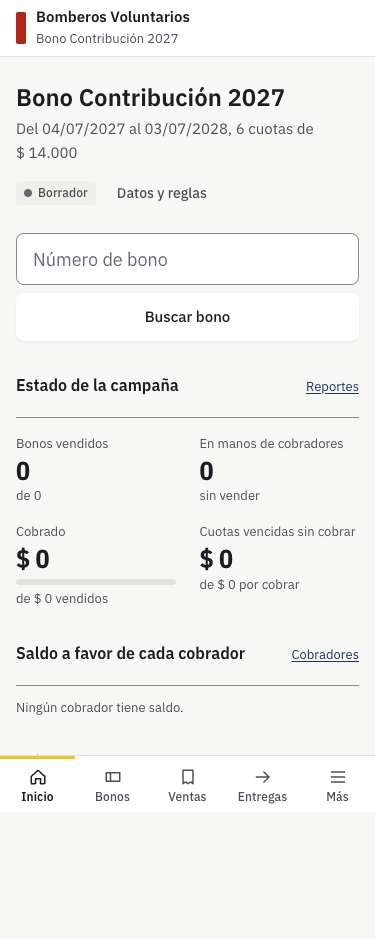 Bomberos Voluntarios
Bono Contribución 2027
Bono Contribución 2027
Del 04/07/2027 al 03/07/2028, 6 cuotas de
$ 14.000
Borrador
Datos y reglas
Número de bono
Buscar bono
Estado de la campaña
Reportes
Bonos vendidos
En manos de cobradores
0
0
de 0
sin vender
Cobrado
Cuotas vencidas sin cobrar
$ 0
$ 0
de $ 0 vendidos
de $ 0 por cobrar
Saldo a favor de cada cobrador
Cobradores
Ningún cobrador tiene saldo.
Inicio
Bonos
Ventas
Entregas
Más